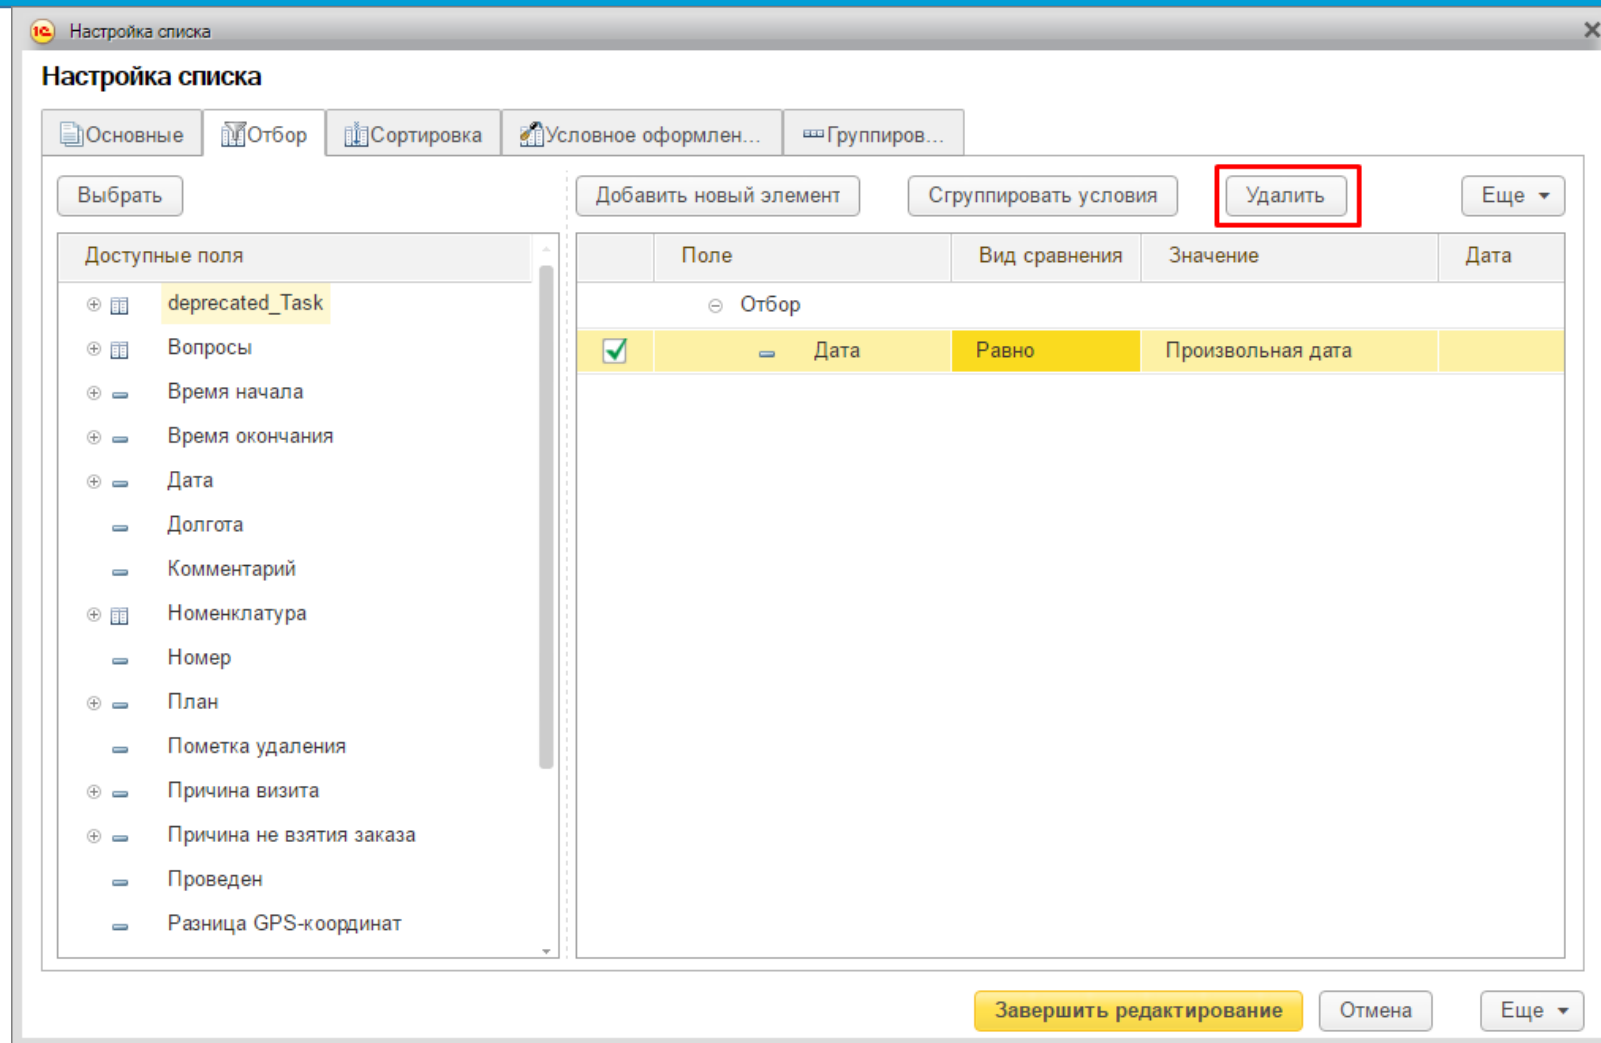 1С Настройка списка
Настройка списка
Основные Отбор Сортировка Условное оформлен... Группиров...
Выбрать Добавить новый элемент Сгруппировать условия Удалить Еще
Доступные поля Поле Вид сравнения Значение Дата
deprecated_Task Отбор
Вопросы Дата Равно Произвольная дата
Время начала
Время окончания
Дата
Долгота
Комментарий
Номенклатура
Номер
План
Пометка удаления
Причина визита
Причина не взятия заказа
Проведен
Разница GPS-координат
Завершить редактирование Отмена Еще